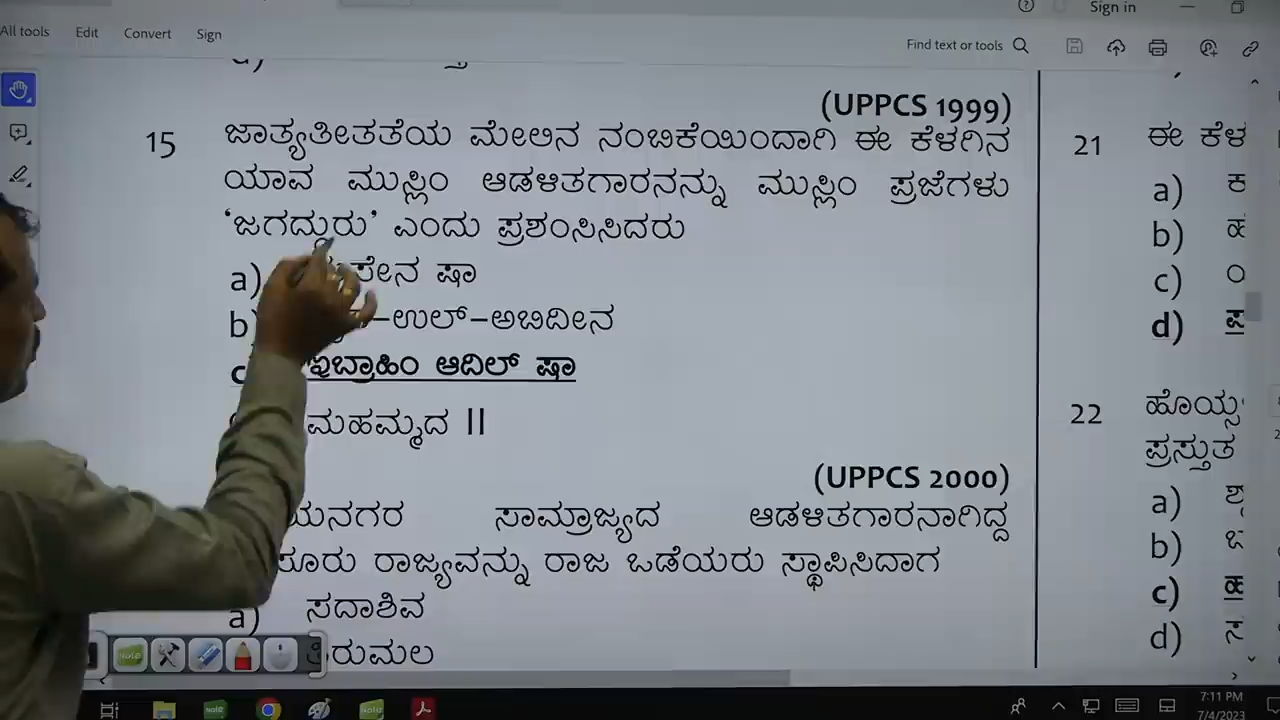 Sign in
All tools Edit Convert Sign
Find text or tools
(UPPCS 1999)
15 ಜಾತ್ಯತೀತತೆಯ ಮೇಲಿನ ನಂಬಿಕೆಯಿಂದಾಗಿ ಈ ಕೆಳಗಿನ
ಯಾವ ಮುಸ್ಲಿಂ ಆಡಳಿತಗಾರನನ್ನು ಮುಸ್ಲಿಂ ಪ್ರಜೆಗಳು
‘ಜಗದ್ಗುರು’ ಎಂದು ಪ್ರಶಂಸಿಸಿದರು
a) ಷಾ
b) –ಉಲ್–ಅಬಿದೀನ
c ಇಬ್ರಾಹಿಂ ಆದಿಲ್ ಷಾ
ಮಹಮ್ಮದ II
(UPPCS 2000)
ಸಾಮ್ರಾಜ್ಯದ ಆಡಳಿತಗಾರನಾಗಿದ್ದ
ರಾಜ್ಯವನ್ನು ರಾಜ ಒಡೆಯರು ಸ್ಥಾಪಿಸಿದಾಗ
a) ಸದಾಶಿವ
ತಿರುಮಲ
21 ಈ ಕೆಳ
a)
b)
c)
d)
22 ಹೊಯ್ಸ
ಪ್ರಸ್ತುತ
a)
b)
c)
d)
7:11 PM
7/4/2023